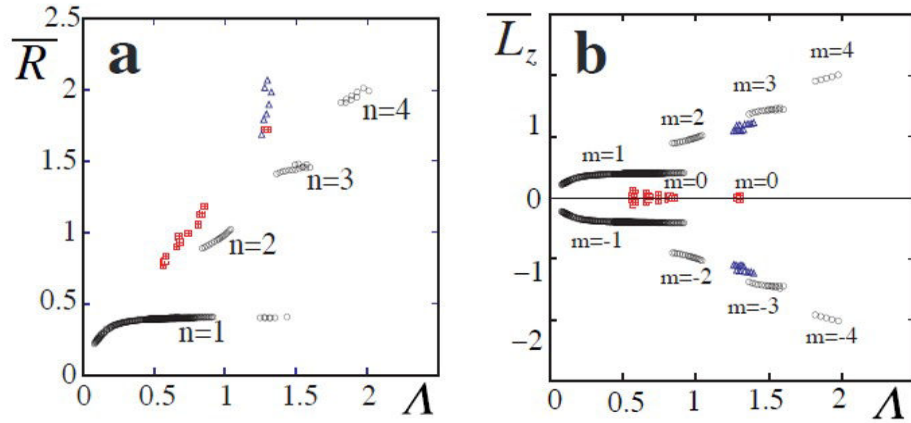 a
R
2.5
2
1.5
1
0.5
0
n=4
n=3
n=2
n=1
0 0.5 1 1.5 2 Λ
b
L_z
1
0
−1
−2
m=4
m=3
m=2
m=1
m=0 m=0
m=-1
m=-2
m=-3
m=-4
0.5 1 1.5 2 Λ